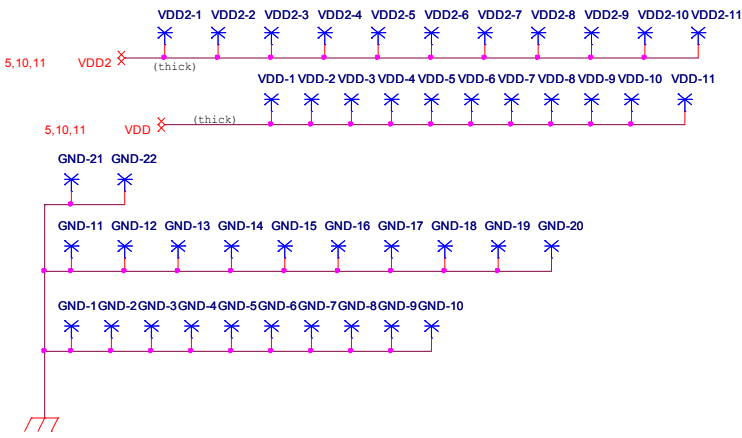 VDD2-1 VDD2-2 VDD2-3 VDD2-4 VDD2-5 VDD2-6 VDD2-7 VDD2-8 VDD2-9 VDD2-10 VDD2-11
5,10,11 VDD2
(thick)
VDD-1 VDD-2 VDD-3 VDD-4 VDD-5 VDD-6 VDD-7 VDD-8 VDD-9 VDD-10 VDD-11
(thick)
5,10,11 VDD
GND-21 GND-22
GND-11 GND-12 GND-13 GND-14 GND-15 GND-16 GND-17 GND-18 GND-19 GND-20
GND-1 GND-2 GND-3 GND-4 GND-5 GND-6 GND-7 GND-8 GND-9 GND-10